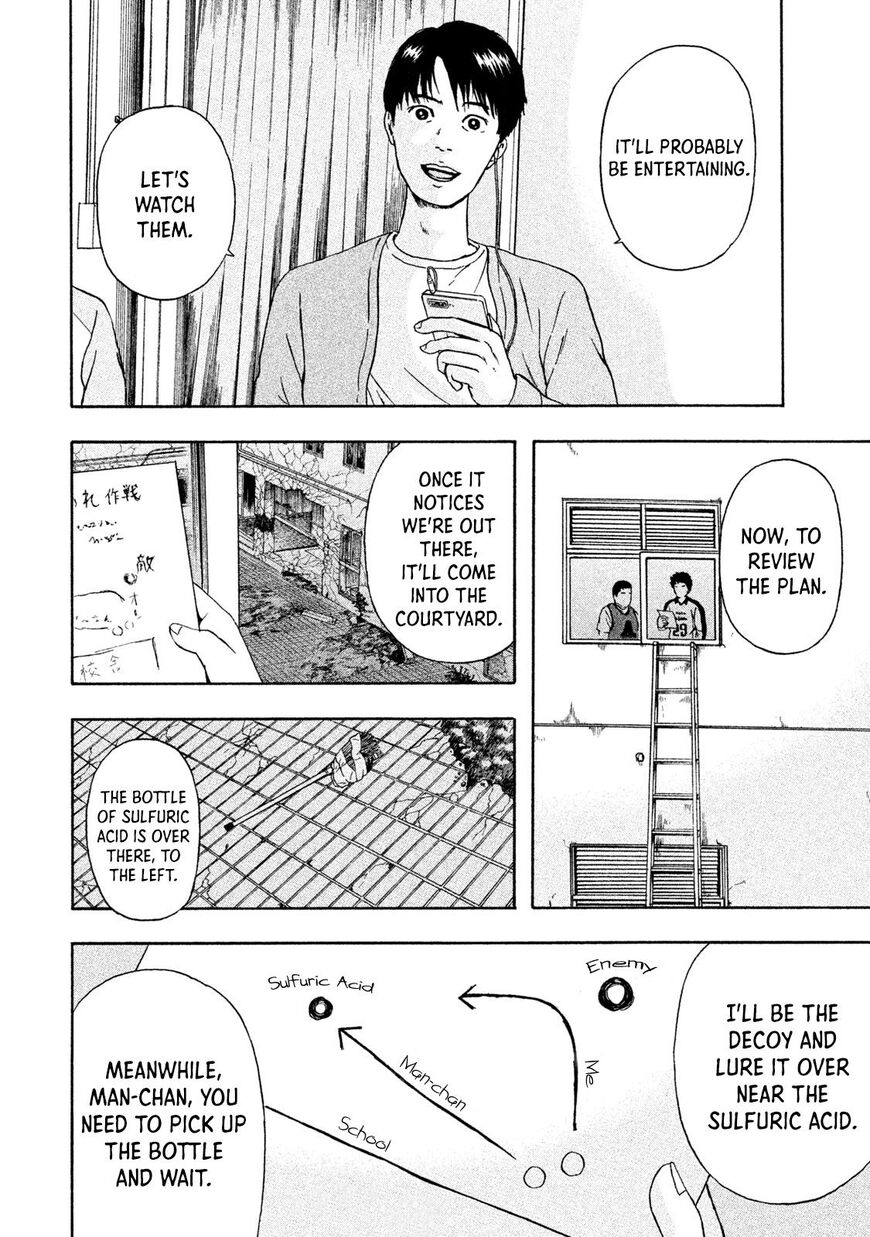 IT'LL PROBABLY
BE ENTERTAINING.
LET'S
WATCH
THEM.
NOW, TO
REVIEW
THE PLAN.
29
A
ONCE IT
NOTICES
WE'RE OUT
THERE,
IT'LL COME
INTO THE
COURTYARD.
れ作戦
敵
オ
校舎
THE BOTTLE
OF SULFURIC
ACID IS OVER
THERE, TO
THE LEFT.
I'LL BE THE
DECOY AND
LURE IT OVER
NEAR THE
SULFURIC ACID.
Enemy
Sulfuric Acid
Me
Man-chan
School
MEANWHILE,
MAN-CHAN, YOU
NEED TO PICK UP
THE BOTTLE
AND WAIT.